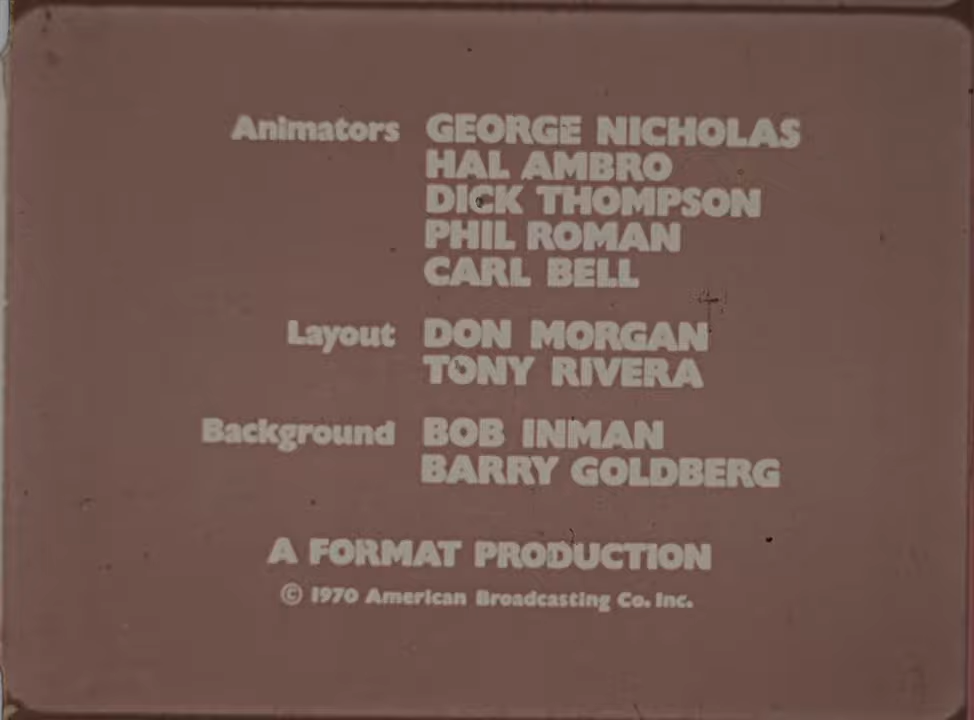 Animators GEORGE NICHOLAS
HAL AMBRO
DICK THOMPSON
PHIL ROMAN
CARL BELL
Layout DON MORGAN
TONY RIVERA
Background BOB INMAN
BARRY GOLDBERG
A FORMAT PRODUCTION
© 1970 American Broadcasting Co. Inc.